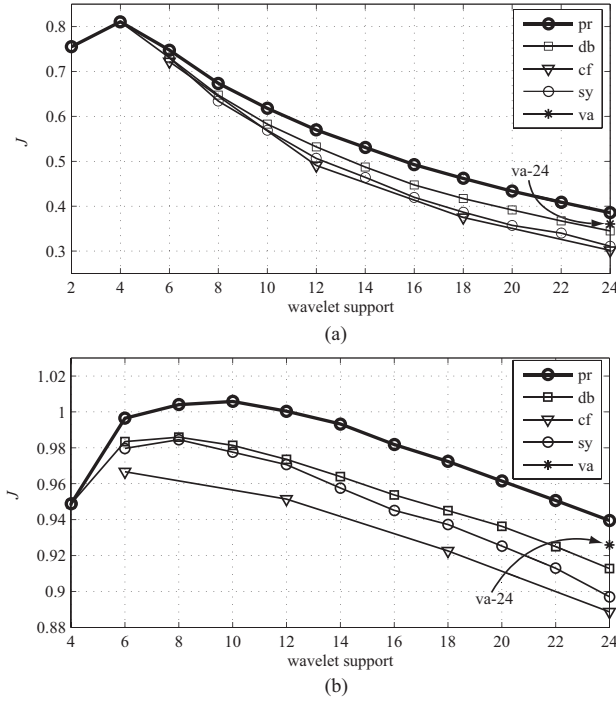 0.8
0.7
0.6
0.5
0.4
0.3
J
pr
db
cf
sy
va
va-24
2 4 6 8 10 12 14 16 18 20 22 24
wavelet support
(a)
1.02
1
0.98
0.96
0.94
0.92
0.9
0.88
J
pr
db
cf
sy
va
va-24
4 6 8 10 12 14 16 18 20 22 24
wavelet support
(b)